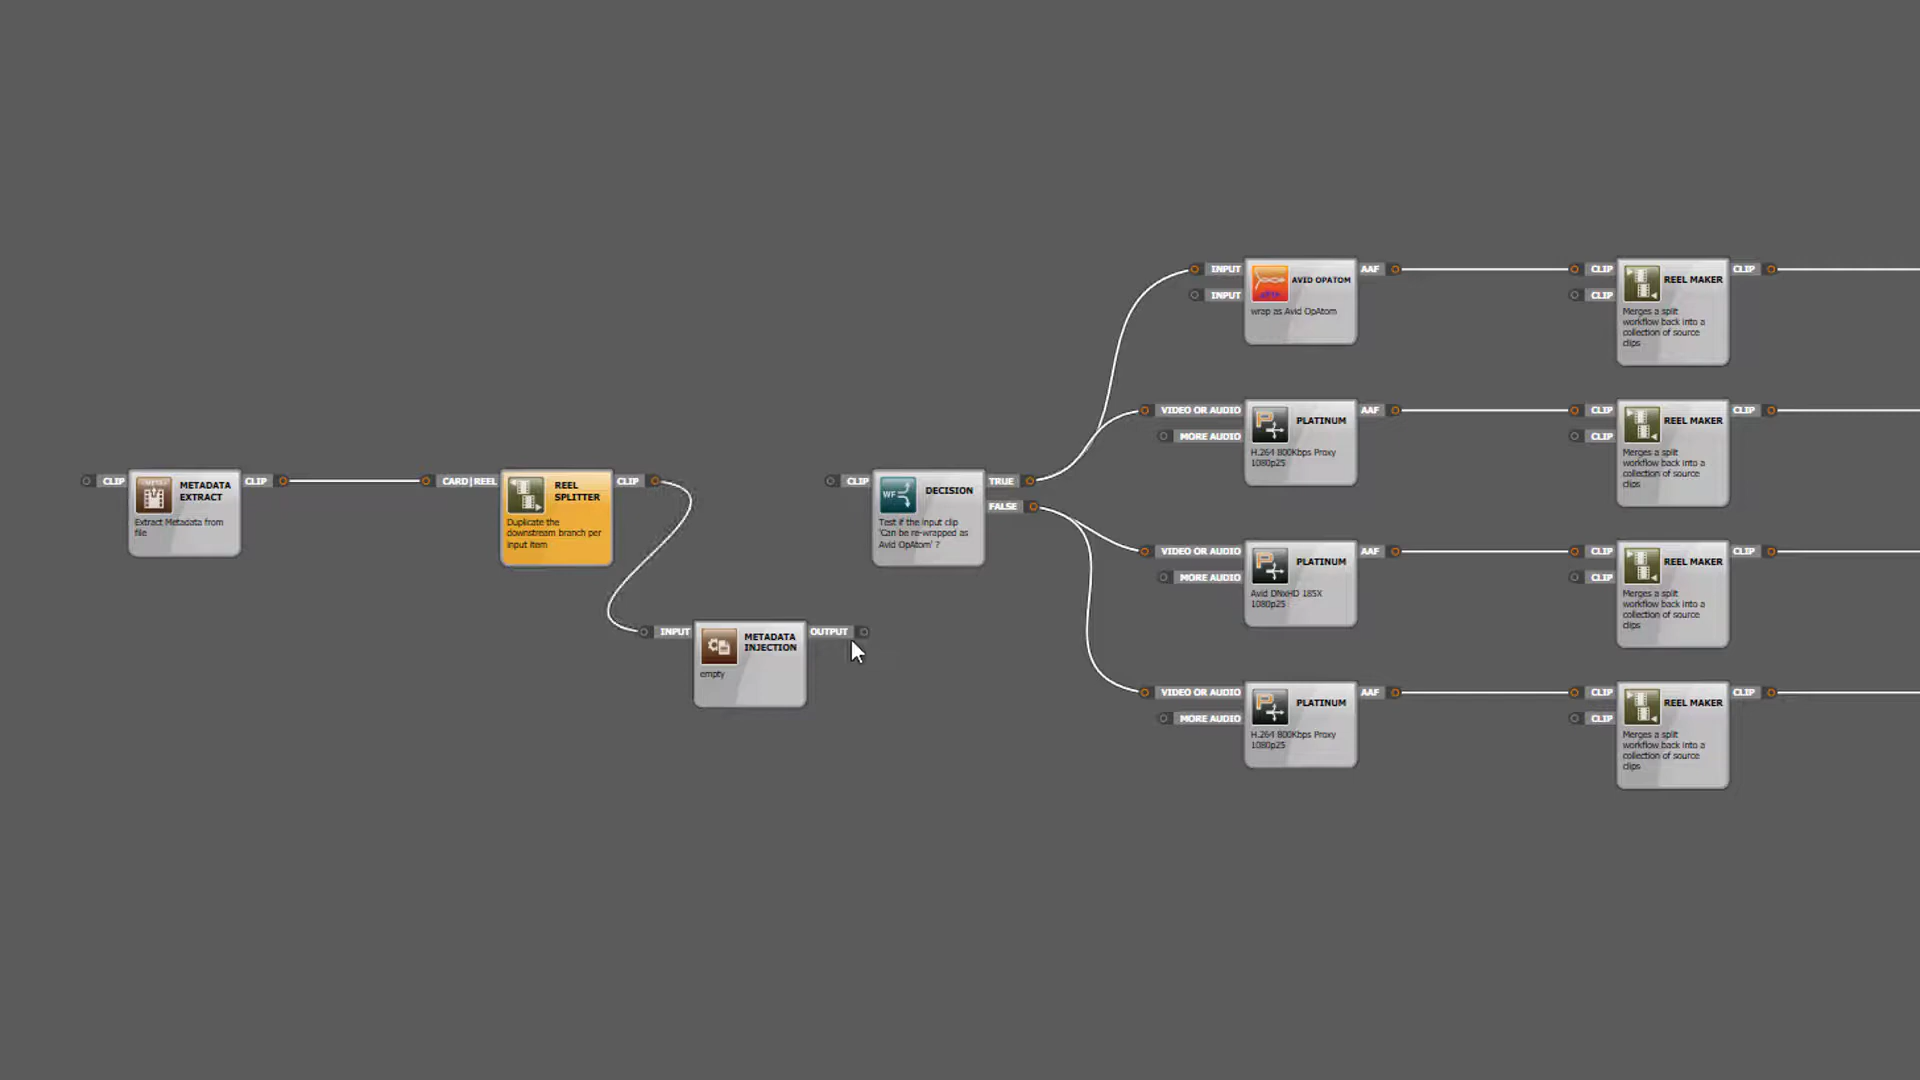 CLIP
METADATA
EXTRACT
Extract Metadata from
file
CLIP
CARD|REEL
REEL
SPLITTER
Duplicate the
downstream branch per
input item
CLIP
INPUT
METADATA
INJECTION
empty
OUTPUT
CLIP
WF
DECISION
Test if the input clip
'Can be re-wrapped as
Avid OpAtom' ?
TRUE
FALSE
INPUT
INPUT
AVID OPATOM
wrap as Avid OpAtom
AAF
CLIP
CLIP
REEL MAKER
Merges a split
workflow back into a
collection of source
clips
CLIP
VIDEO OR AUDIO
MORE AUDIO
P
PLATINUM
H.264 800Kbps Proxy
1080p25
AAF
CLIP
CLIP
REEL MAKER
Merges a split
workflow back into a
collection of source
clips
CLIP
VIDEO OR AUDIO
MORE AUDIO
P
PLATINUM
Avid DNxHD 185X
1080p25
AAF
CLIP
CLIP
REEL MAKER
Merges a split
workflow back into a
collection of source
clips
CLIP
VIDEO OR AUDIO
MORE AUDIO
P
PLATINUM
H.264 800Kbps Proxy
1080p25
AAF
CLIP
CLIP
REEL MAKER
Merges a split
workflow back into a
collection of source
clips
CLIP